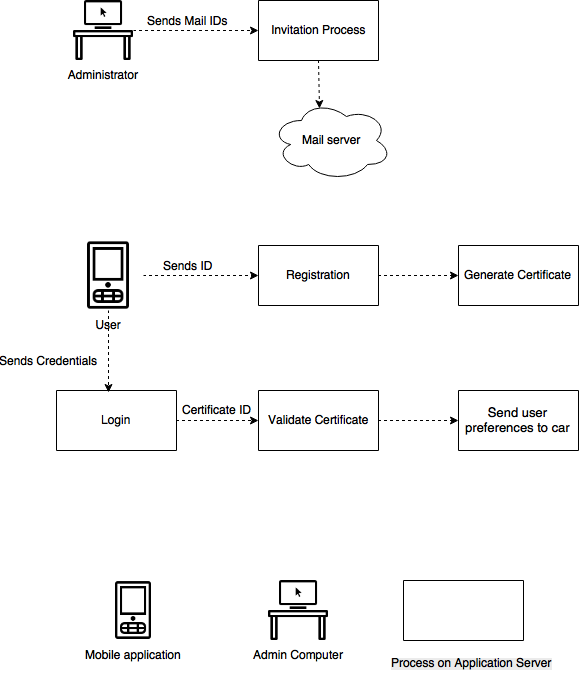 Sends Mail IDs
Invitation Process
Administrator
Mail server
Sends ID
Registration
Generate Certificate
User
Sends Credentials
Login
Certificate ID
Validate Certificate
Send user
preferences to car
Mobile application
Admin Computer
Process on Application Server